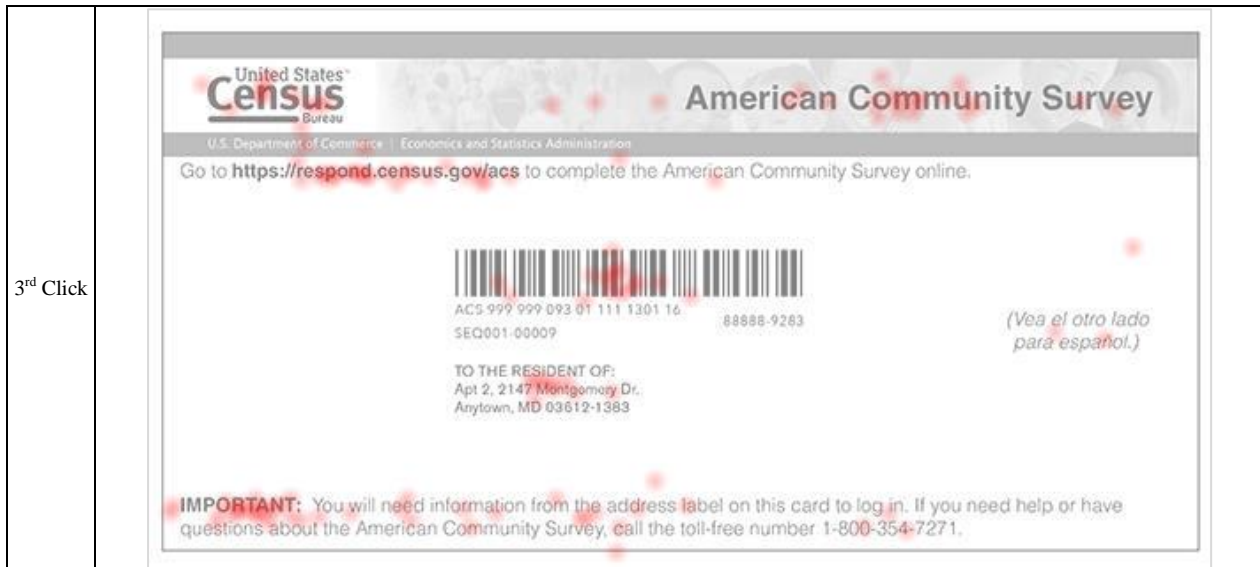 3rd Click
United States
Census
Bureau
American Community Survey
U.S. Department of Commerce | Economics and Statistics Administration
Go to https://respond.census.gov/acs to complete the American Community Survey online.
ACS 999 999 093 01 111 1301 16
88888-9283
SEQ001-00009
(Vea el otro lado
para español.)
TO THE RESIDENT OF:
Apt 2, 2147 Montgomery Dr.
Anytown, MD 03612-1383
IMPORTANT: You will need information from the address label on this card to log in. If you need help or have
questions about the American Community Survey, call the toll-free number 1-800-354-7271.